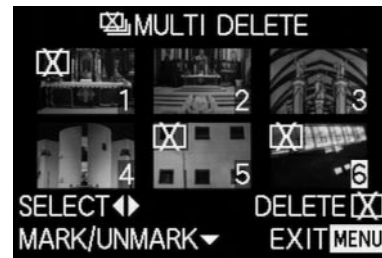 MULTI DELETE
1 2 3
4 5 6
SELECT DELETE
MARK/UNMARK EXIT MENU